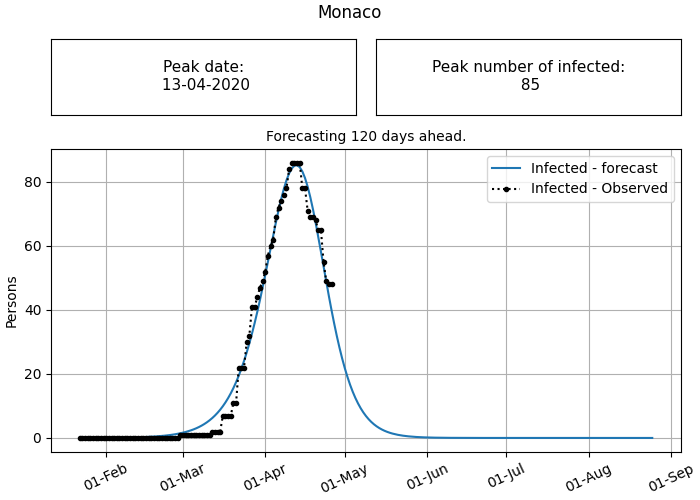 Monaco
Peak date:
13-04-2020
Peak number of infected:
85
Forecasting 120 days ahead.
Infected - forecast
Infected - Observed
Persons
80
60
40
20
0
01-Feb
01-Mar
01-Apr
01-May
01-Jun
01-Jul
01-Aug
01-Sep